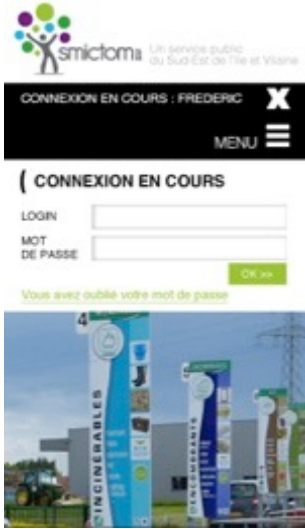 smictom
Un service public
du Sud-Est de l'Ille et Vilaine
CONNEXION EN COURS : FREDERIC X
MENU
CONNEXION EN COURS
LOGIN
MOT
DE PASSE
OK >>
Vous avez oublié votre mot de passe
4
INCINERABLES
ENCOMBRANTS